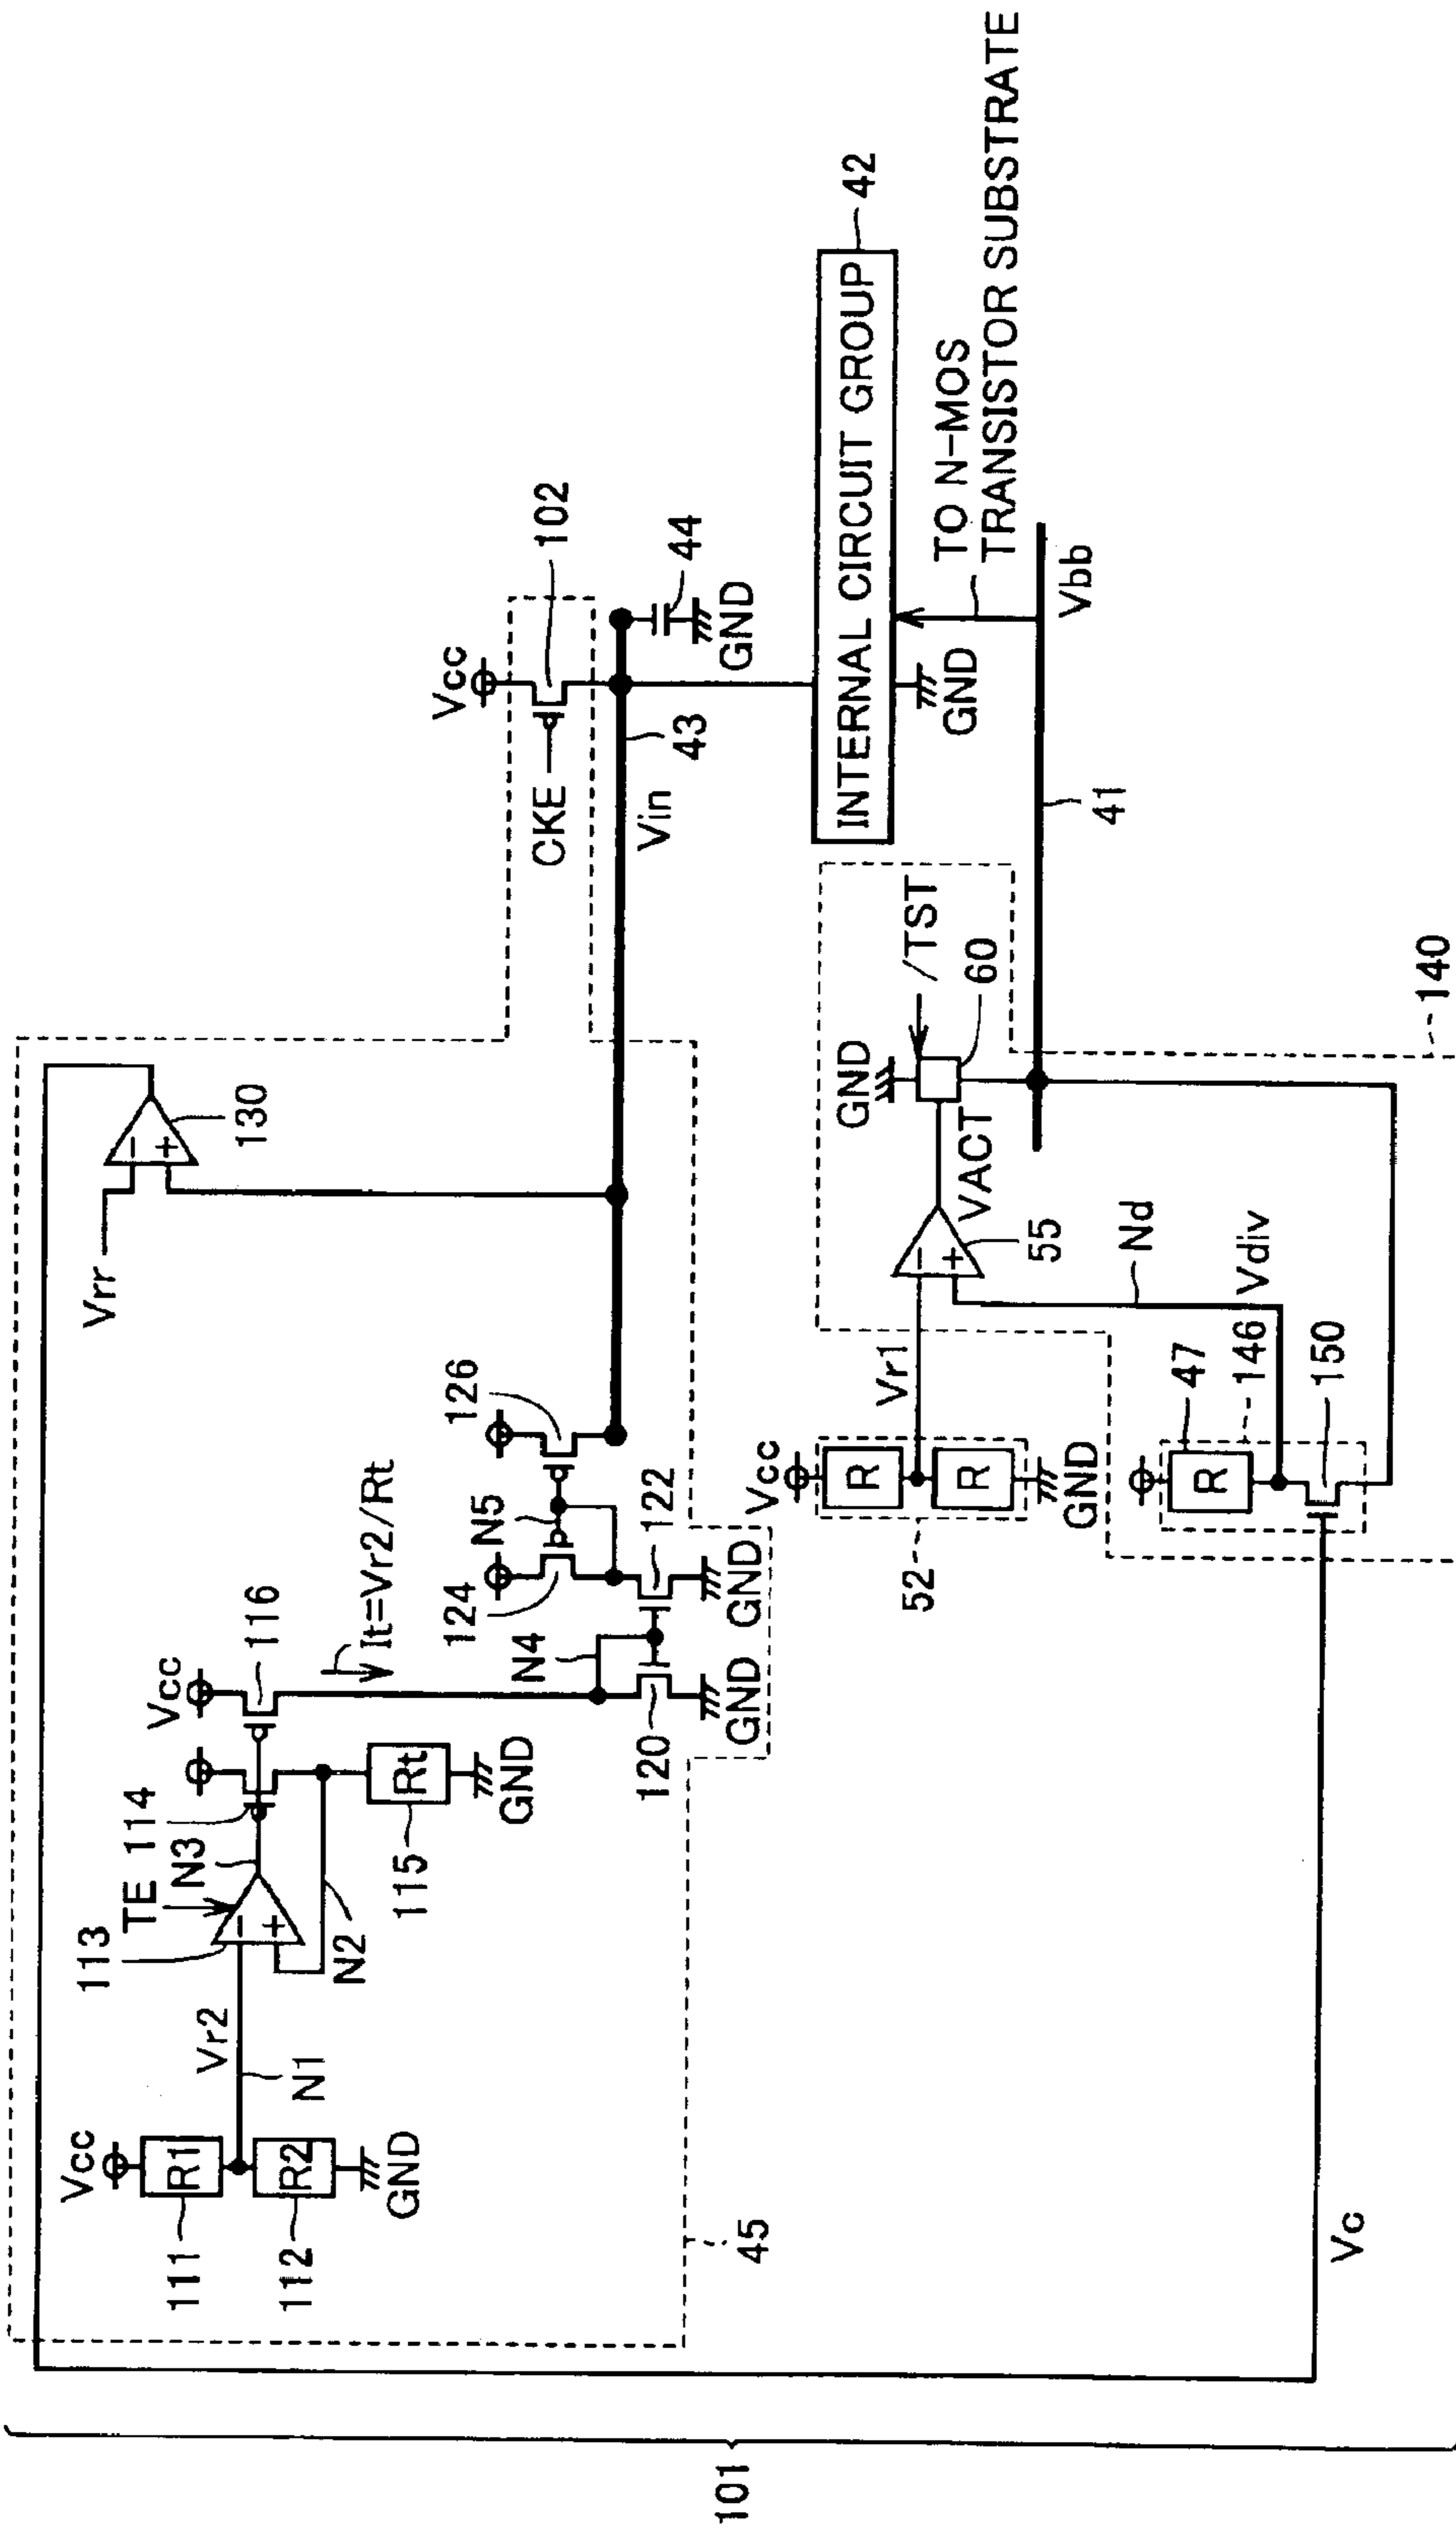 101
Vcc
R1
111
R2
112
GND
Vr2
N1
113
TE
114
N3
N2
Vcc
116
Rt
115
GND
It=Vr2/Rt
N4
120
GND
122
GND
124
N5
126
45
Vrr
130
Vcc
CKE
102
Vin
43
44
GND
INTERNAL CIRCUIT GROUP
42
GND
TO N-MOS
TRANSISTOR SUBSTRATE
Vbb
41
Vcc
R
R
52
GND
Vr1
55
VACT
GND
/TST
60
Nd
Vdiv
47
R
146
150
140
Vc